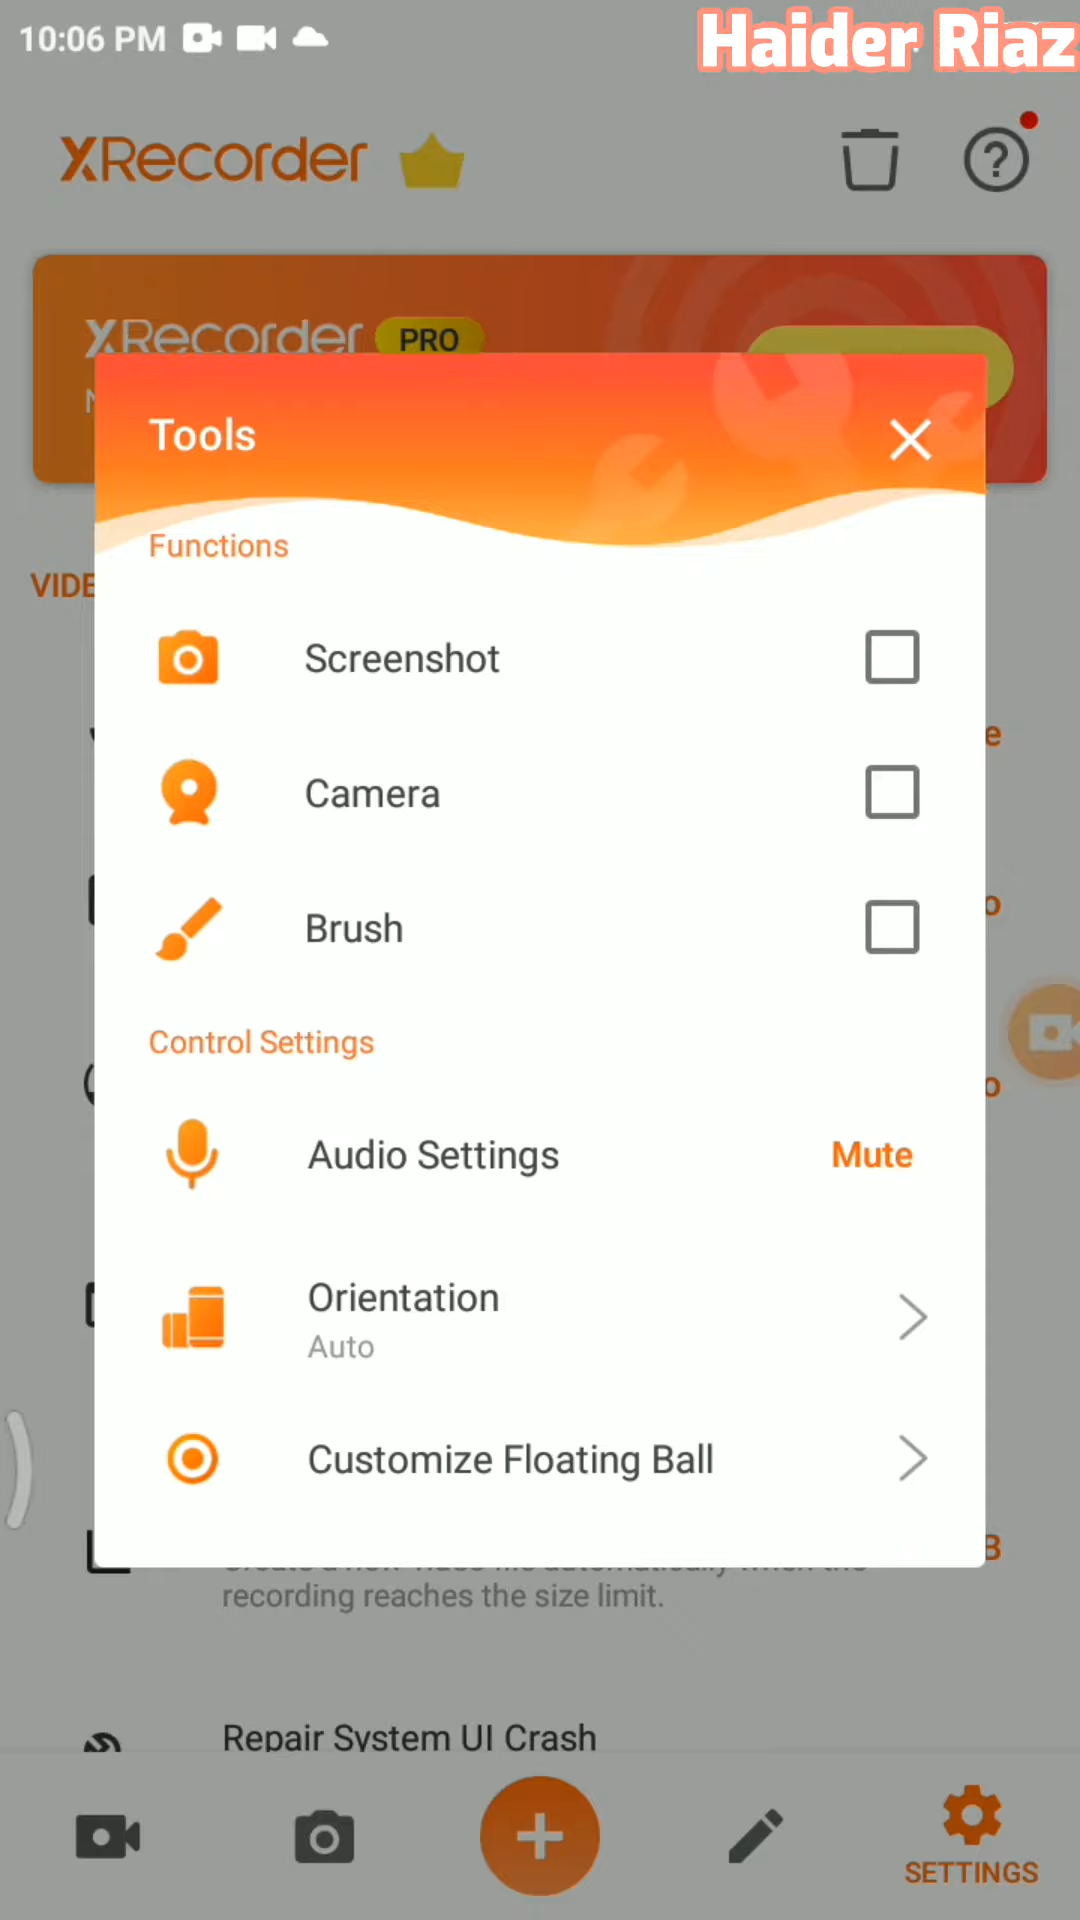 10:06 PM
Haider Riaz
XRecorder
XRecorder PRO
Tools
Functions
VIDE
Screenshot
Camera
Brush
Control Settings
Audio Settings Mute
Orientation
Auto
Customize Floating Ball
recording reaches the size limit.
Repair System UI Crash
SETTINGS